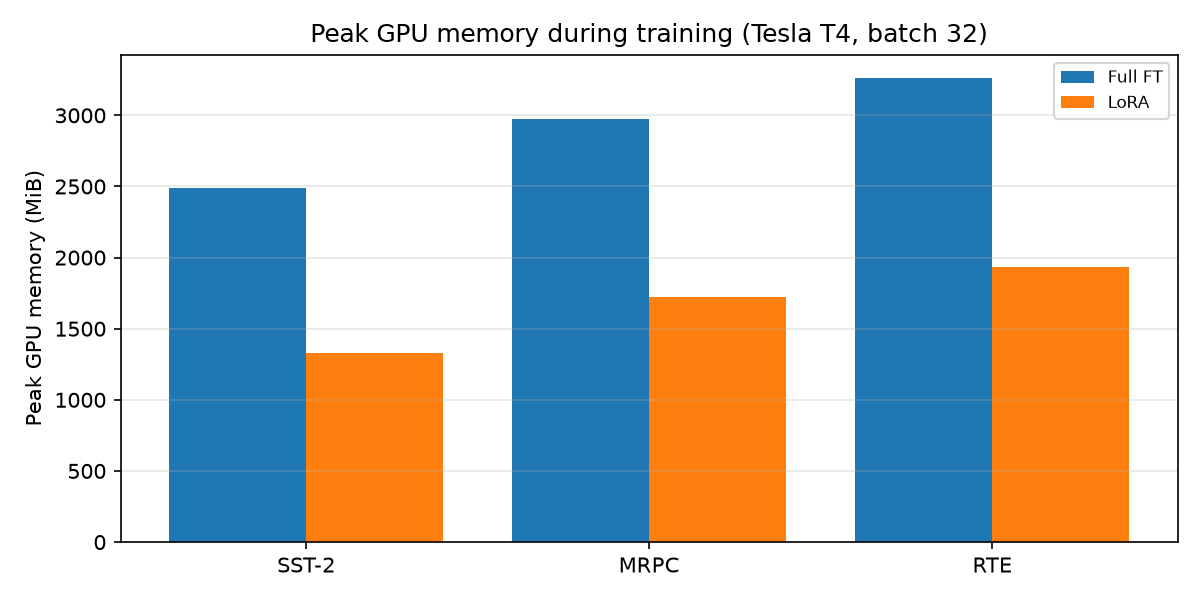 Peak GPU memory during training (Tesla T4, batch 32)
Full FT
LoRA
Peak GPU memory (MiB)
3000
2500
2000
1500
1000
500
0
SST-2
MRPC
RTE